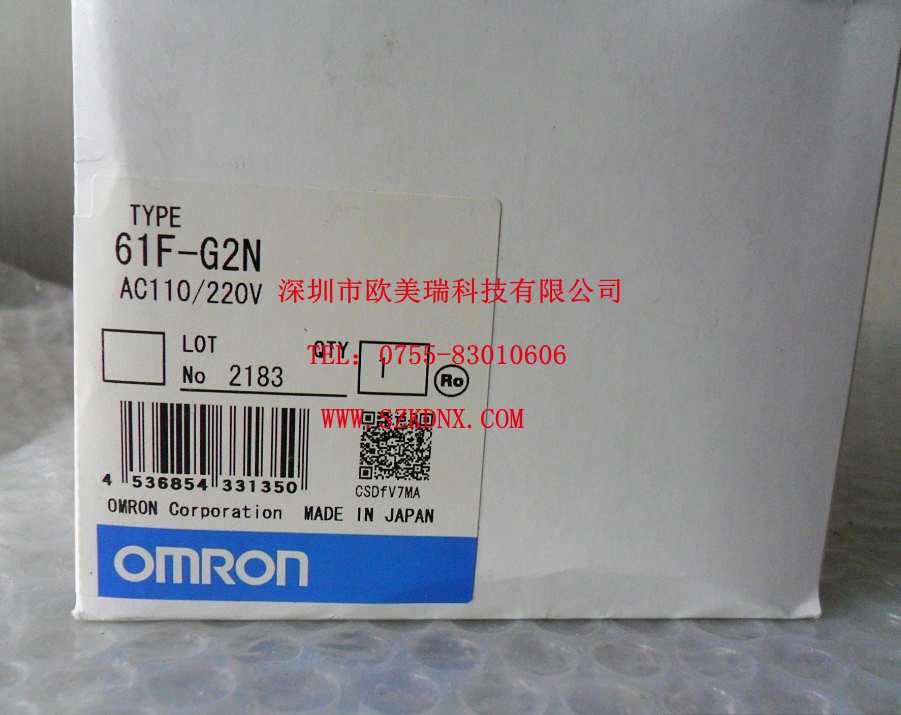 TYPE
61F-G2N
AC110/220V
深圳市欧美瑞科技有限公司
LOT
QTY
TEL：0755-83010606
No 2183
1
Ro
WWW.SZKDNX.COM
4 536854 331350
CSDfV7MA
OMRON Corporation MADE IN JAPAN
OMRON